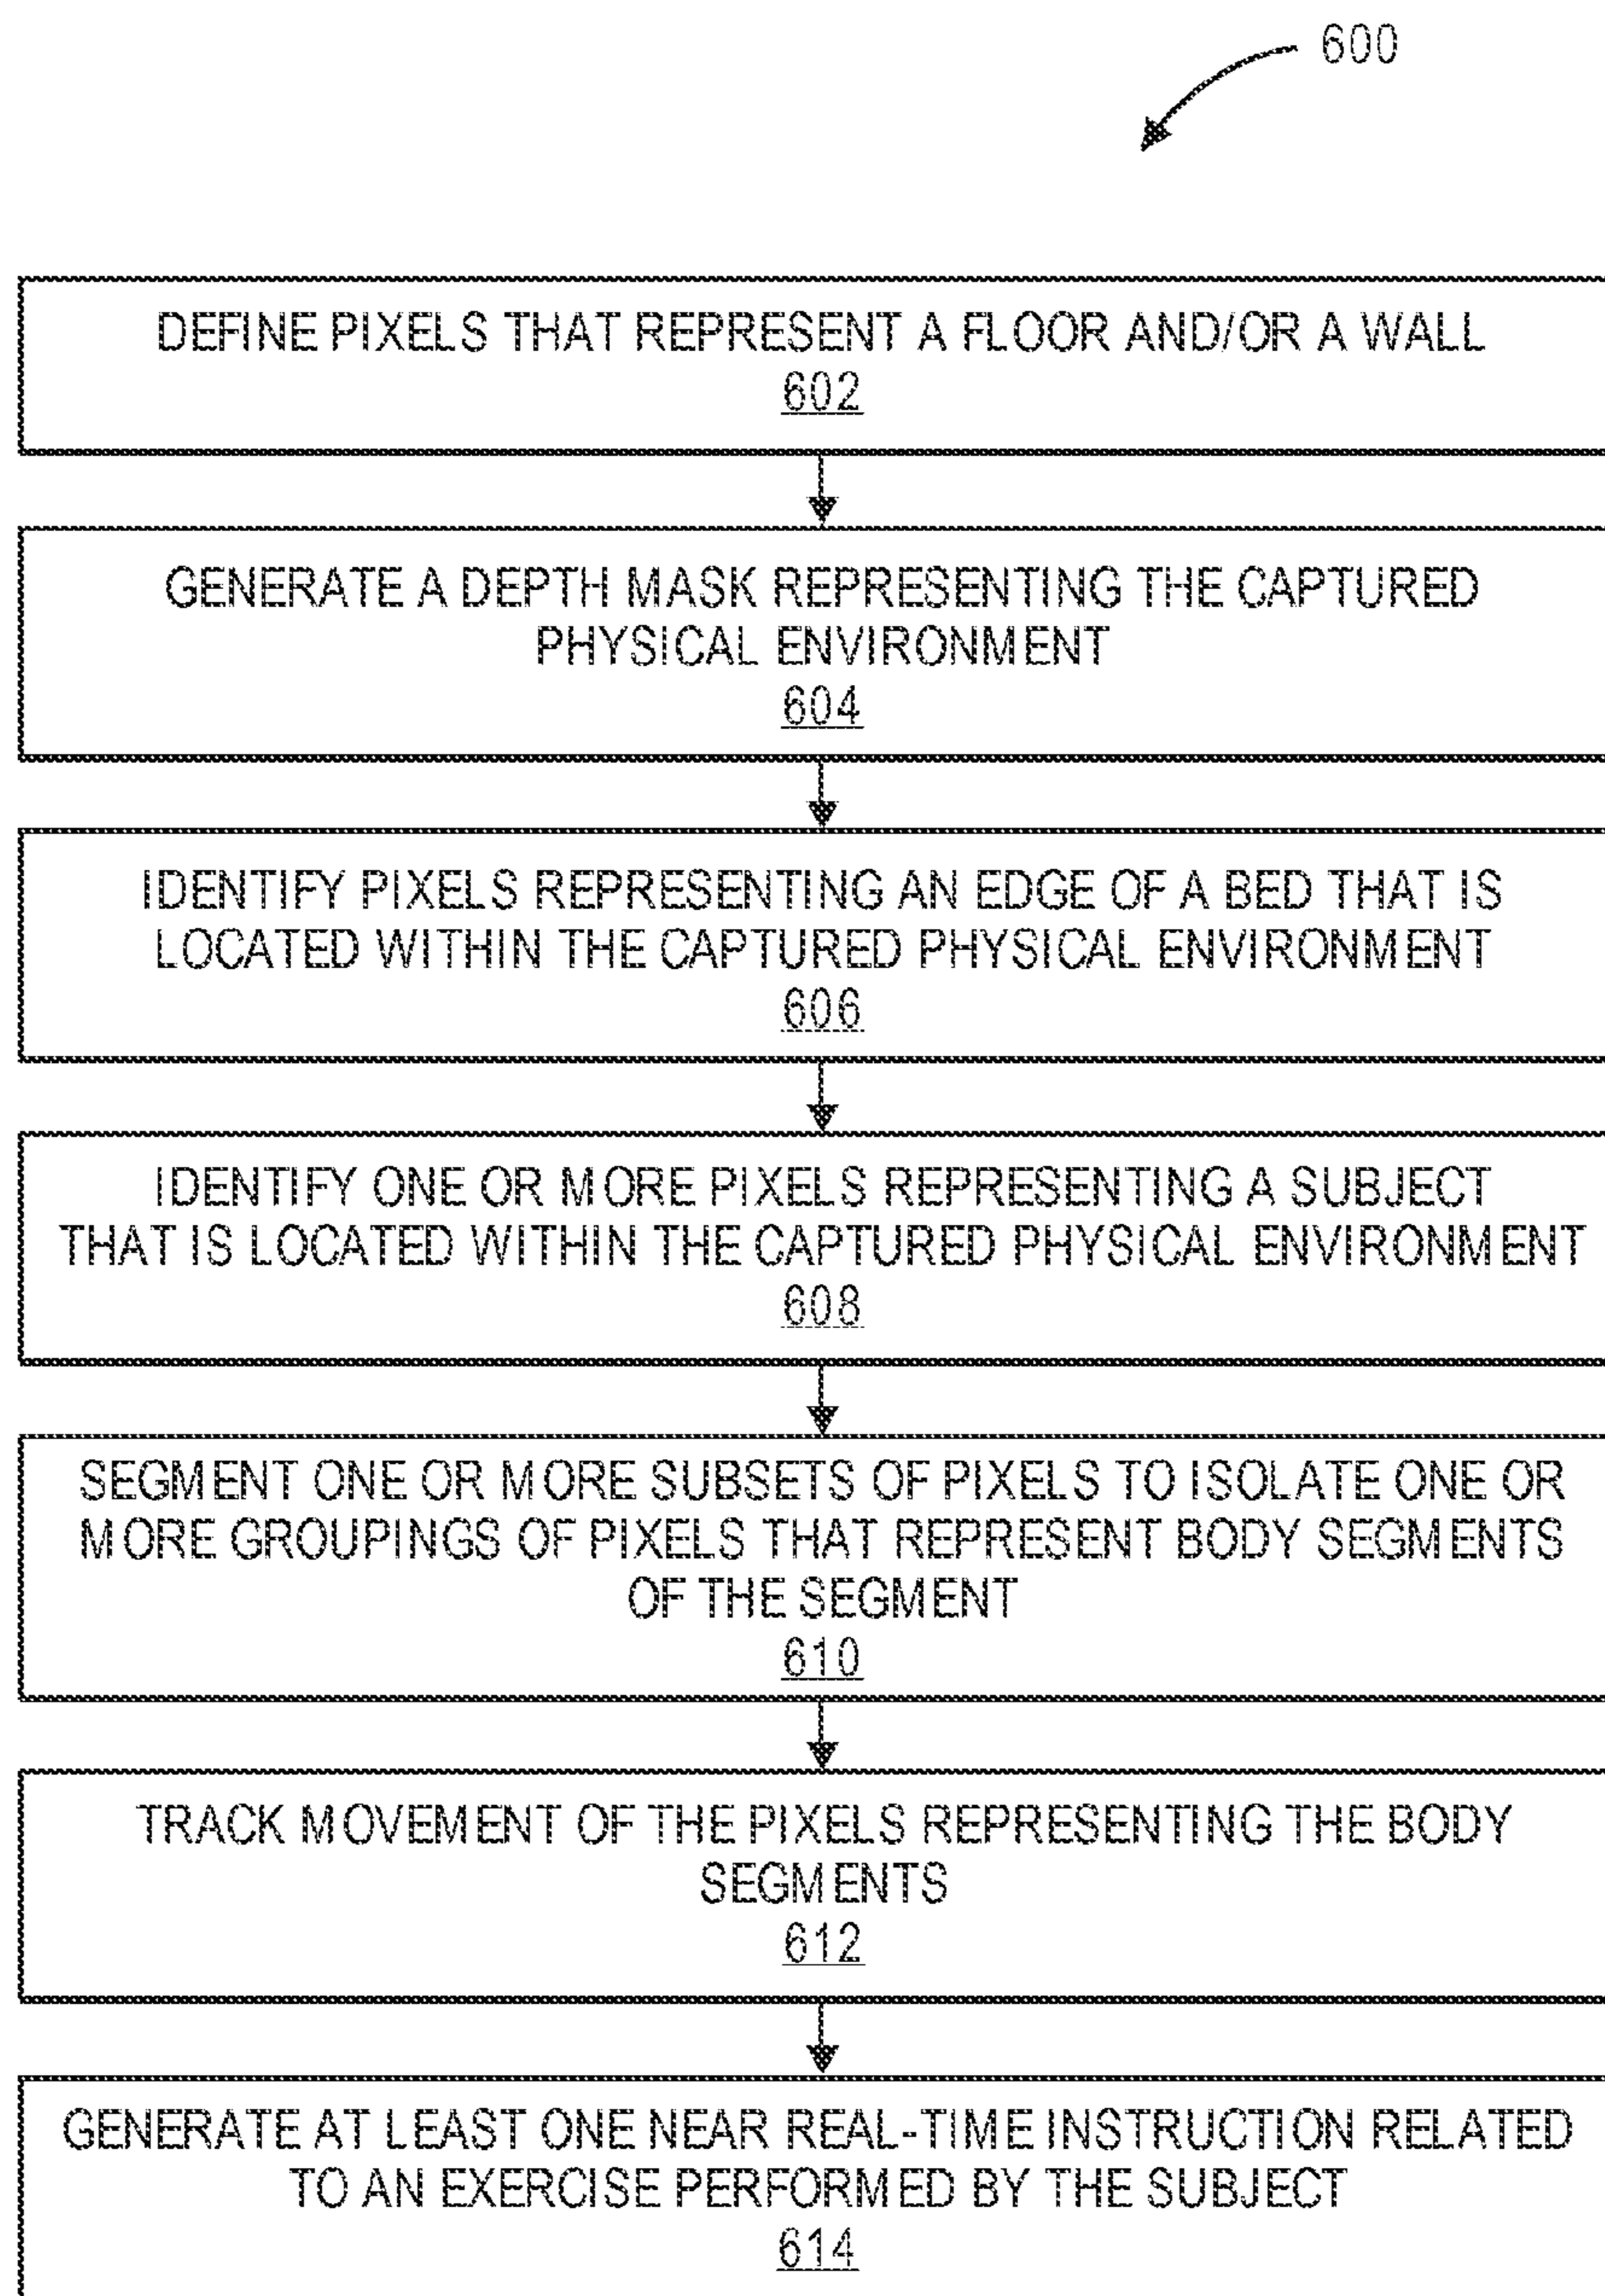 600
DEFINE PIXELS THAT REPRESENT A FLOOR AND/OR A WALL
602
GENERATE A DEPTH MASK REPRESENTING THE CAPTURED
PHYSICAL ENVIRONMENT
604
IDENTIFY PIXELS REPRESENTING AN EDGE OF A BED THAT IS
LOCATED WITHIN THE CAPTURED PHYSICAL ENVIRONMENT
606
IDENTIFY ONE OR MORE PIXELS REPRESENTING A SUBJECT
THAT IS LOCATED WITHIN THE CAPTURED PHYSICAL ENVIRONMENT
608
SEGMENT ONE OR MORE SUBSETS OF PIXELS TO ISOLATE ONE OR
MORE GROUPINGS OF PIXELS THAT REPRESENT BODY SEGMENTS
OF THE SEGMENT
610
TRACK MOVEMENT OF THE PIXELS REPRESENTING THE BODY
SEGMENTS
612
GENERATE AT LEAST ONE NEAR REAL-TIME INSTRUCTION RELATED
TO AN EXERCISE PERFORMED BY THE SUBJECT
614